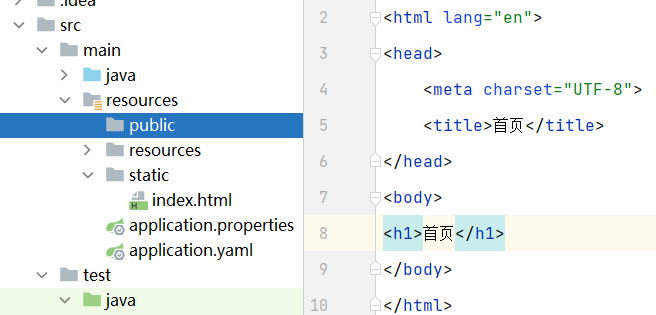 .idea
src
main
java
resources
public
resources
static
index.html
application.properties
application.yaml
test
java
2 <html lang="en">
3 <head>
4 <meta charset="UTF-8">
5 <title>首页</title>
6 </head>
7 <body>
8 <h1>首页</h1>
9 </body>
10 </html>